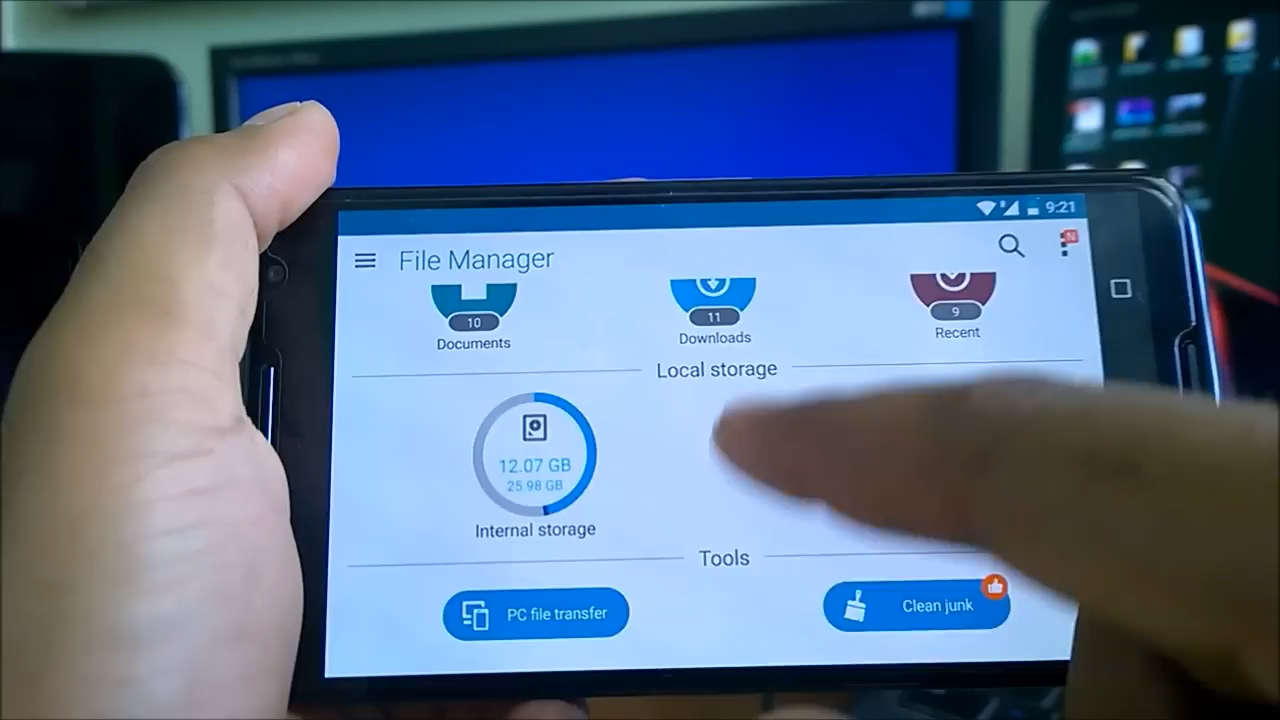 9:21
File Manager
N
10
11
9
Documents
Downloads
Recent
Local storage
12.07 GB
25.98 GB
Internal storage
Tools
PC file transfer
Clean junk